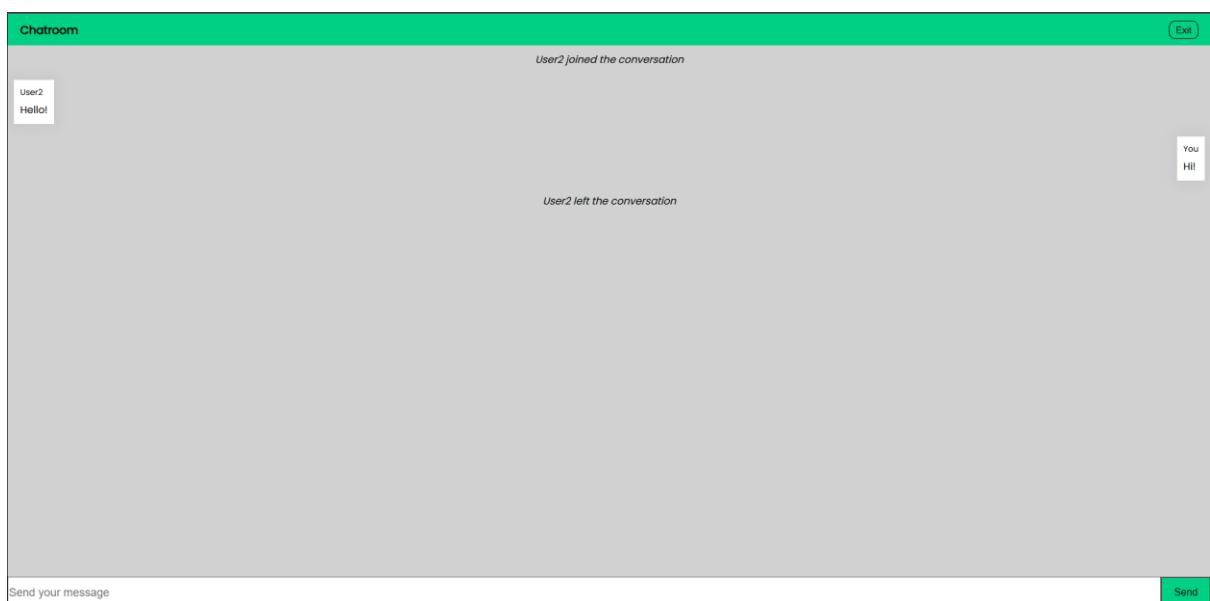 Chatroom
Exit
User2 joined the conversation
User2
Hello!
You
Hi!
User2 left the conversation
Send your message
Send